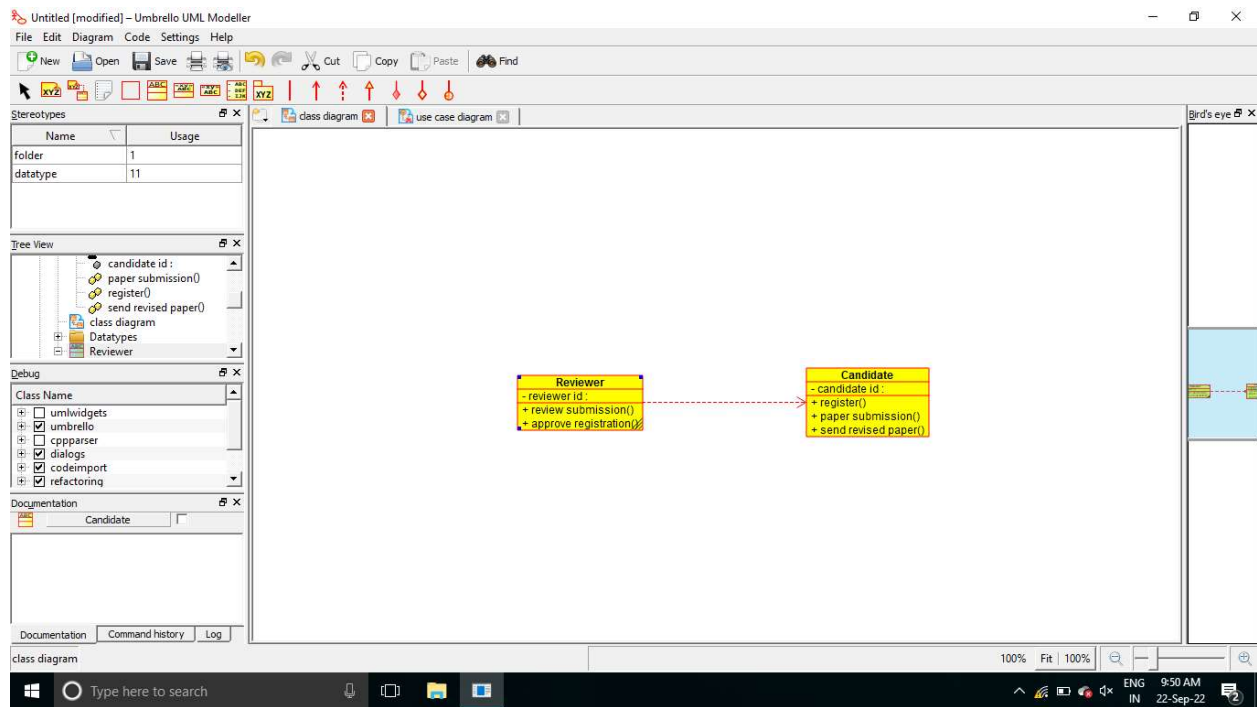 Untitled [modified] – Umbrello UML Modeller
File Edit Diagram Code Settings Help
New Open Save Cut Copy Paste Find
Stereotypes
class diagram use case diagram
Bird's eye
Name Usage
folder 1
datatype 11
Tree View
candidate id :
paper submission()
register()
send revised paper()
class diagram
Datatypes
Reviewer
Debug
Class Name
umlwidgets
umbrello
cppparser
dialogs
codeimport
refactoring
Documentation
Candidate
Reviewer
- reviewer id :
+ review submission()
+ approve registration()
Candidate
- candidate id :
+ register()
+ paper submission()
+ send revised paper()
Documentation Command history Log
class diagram
100% Fit 100%
Type here to search
ENG
IN
9:50 AM
22-Sep-22
2